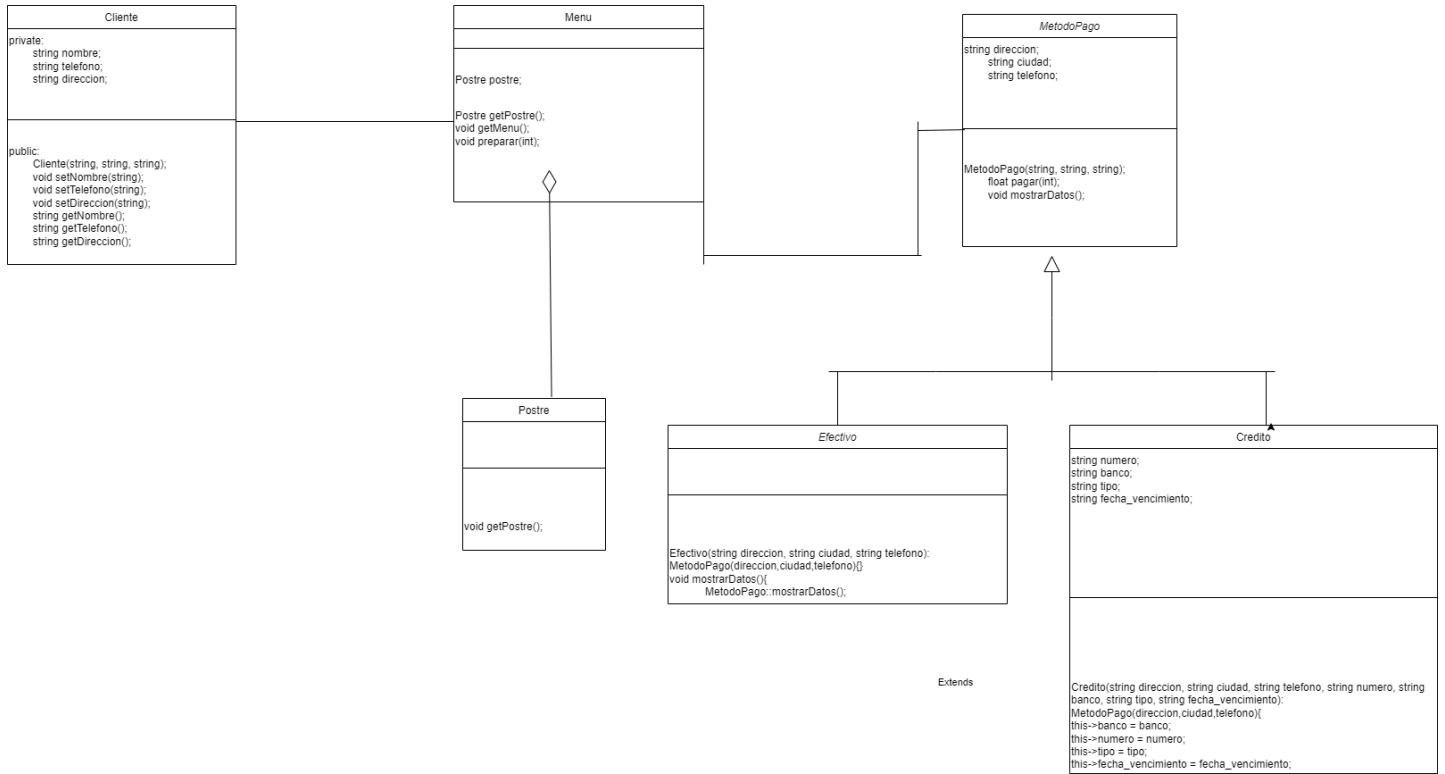 Cliente
private:
string nombre;
string telefono;
string direccion;
public:
Cliente(string, string, string);
void setNombre(string);
void setTelefono(string);
void setDireccion(string);
string getNombre();
string getTelefono();
string getDireccion();
Menu
Postre postre;
Postre getPostre();
void getMenu();
void preparar(int);
MetodoPago
string direccion;
string ciudad;
string telefono;
MetodoPago(string, string, string);
float pagar(int);
void mostrarDatos();
Postre
void getPostre();
Efectivo
Efectivo(string direccion, string ciudad, string telefono):
MetodoPago(direccion,ciudad,telefono){}
void mostrarDatos(){
MetodoPago::mostrarDatos();
Credito
string numero;
string banco;
string tipo;
string fecha_vencimiento;
Credito(string direccion, string ciudad, string telefono, string numero, string
banco, string tipo, string fecha_vencimiento):
MetodoPago(direccion,ciudad,telefono){
this->banco = banco;
this->numero = numero;
this->tipo = tipo;
this->fecha_vencimiento = fecha_vencimiento;
Extends